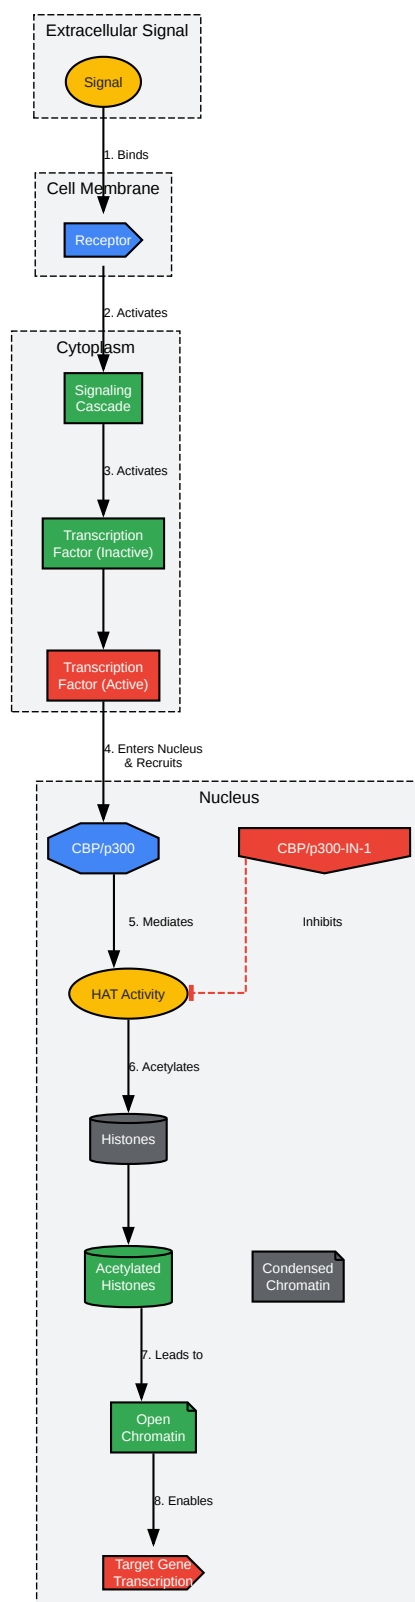 Extracellular Signal
Signal
1. Binds
Cell Membrane
Receptor
2. Activates
Cytoplasm
Signaling
Cascade
3. Activates
Transcription
Factor (Inactive)
Transcription
Factor (Active)
4. Enters Nucleus
& Recruits
Nucleus
CBP/p300
CBP/p300-IN-1
5. Mediates
Inhibits
HAT Activity
6. Acetylates
Histones
Acetylated
Histones
Condensed
Chromatin
7. Leads to
Open
Chromatin
8. Enables
Target Gene
Transcription